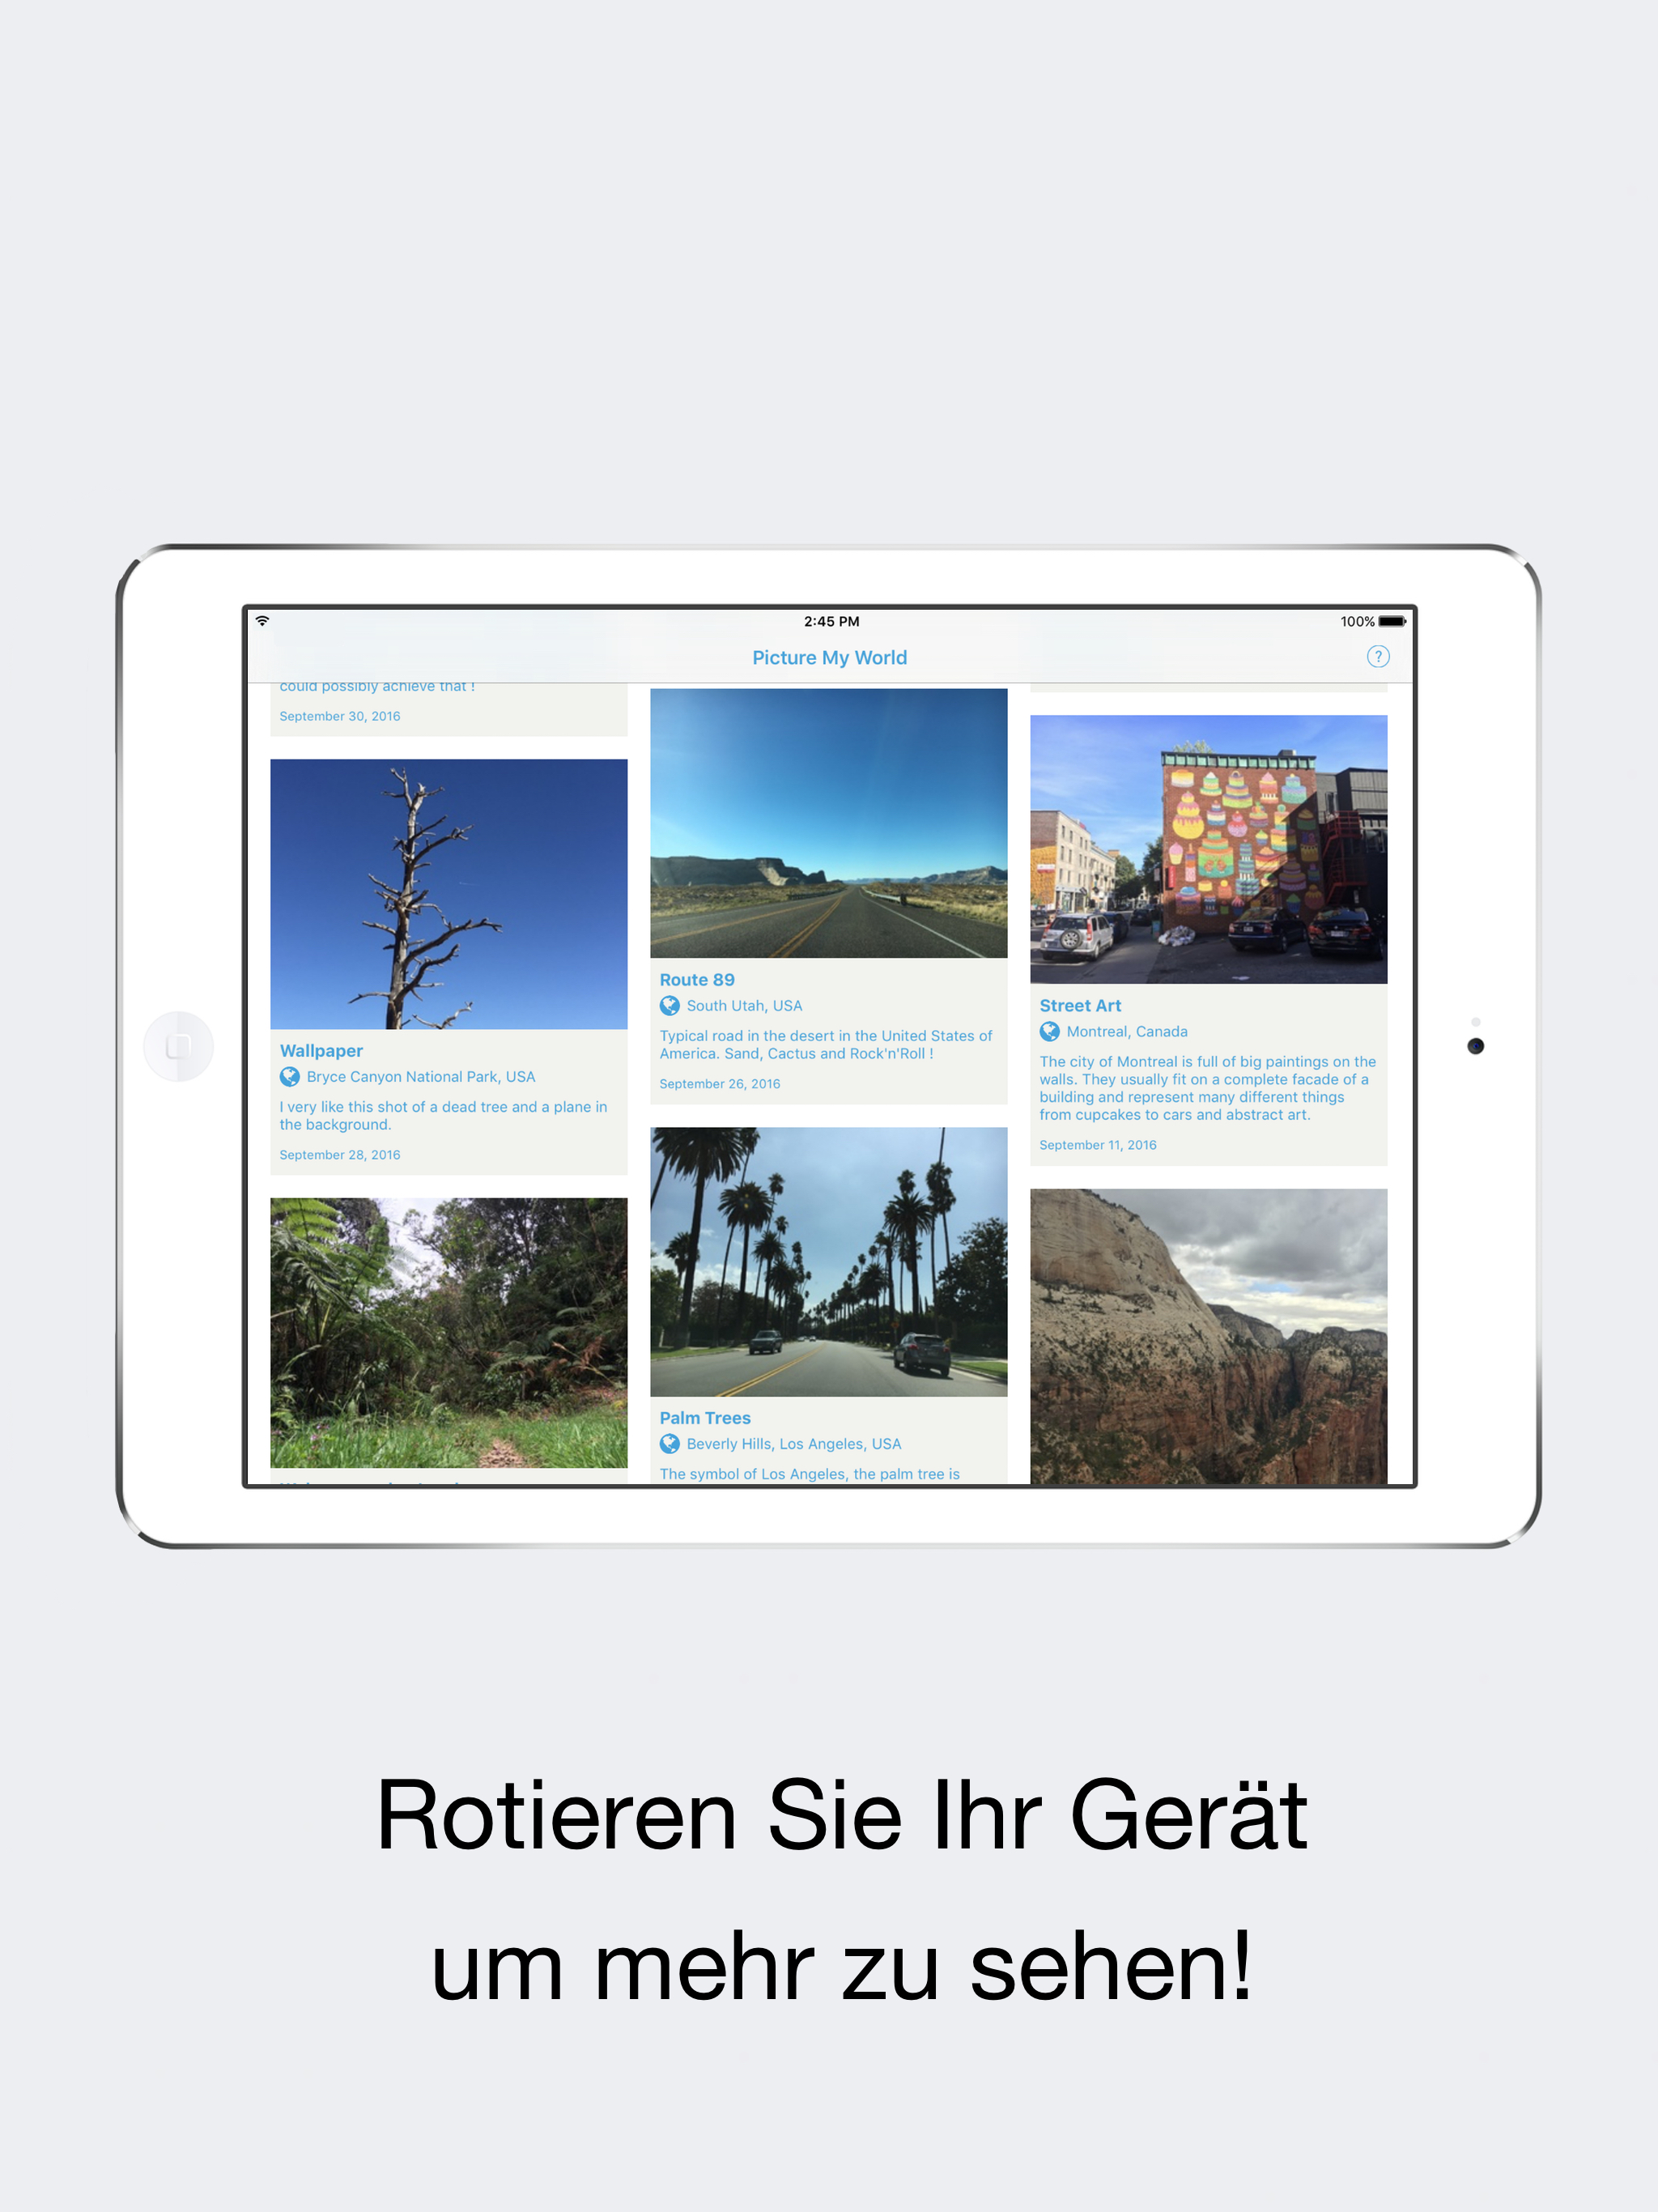 2:45 PM
100%
Picture My World
?
could possibly achieve that !
September 30, 2016
Wallpaper
Bryce Canyon National Park, USA
I very like this shot of a dead tree and a plane in
the background.
September 28, 2016
Route 89
South Utah, USA
Typical road in the desert in the United States of
America. Sand, Cactus and Rock'n'Roll !
September 26, 2016
Palm Trees
Beverly Hills, Los Angeles, USA
The symbol of Los Angeles, the palm tree is
Street Art
Montreal, Canada
The city of Montreal is full of big paintings on the
walls. They usually fit on a complete facade of a
building and represent many different things
from cupcakes to cars and abstract art.
September 11, 2016
Rotieren Sie Ihr Gerät
um mehr zu sehen!